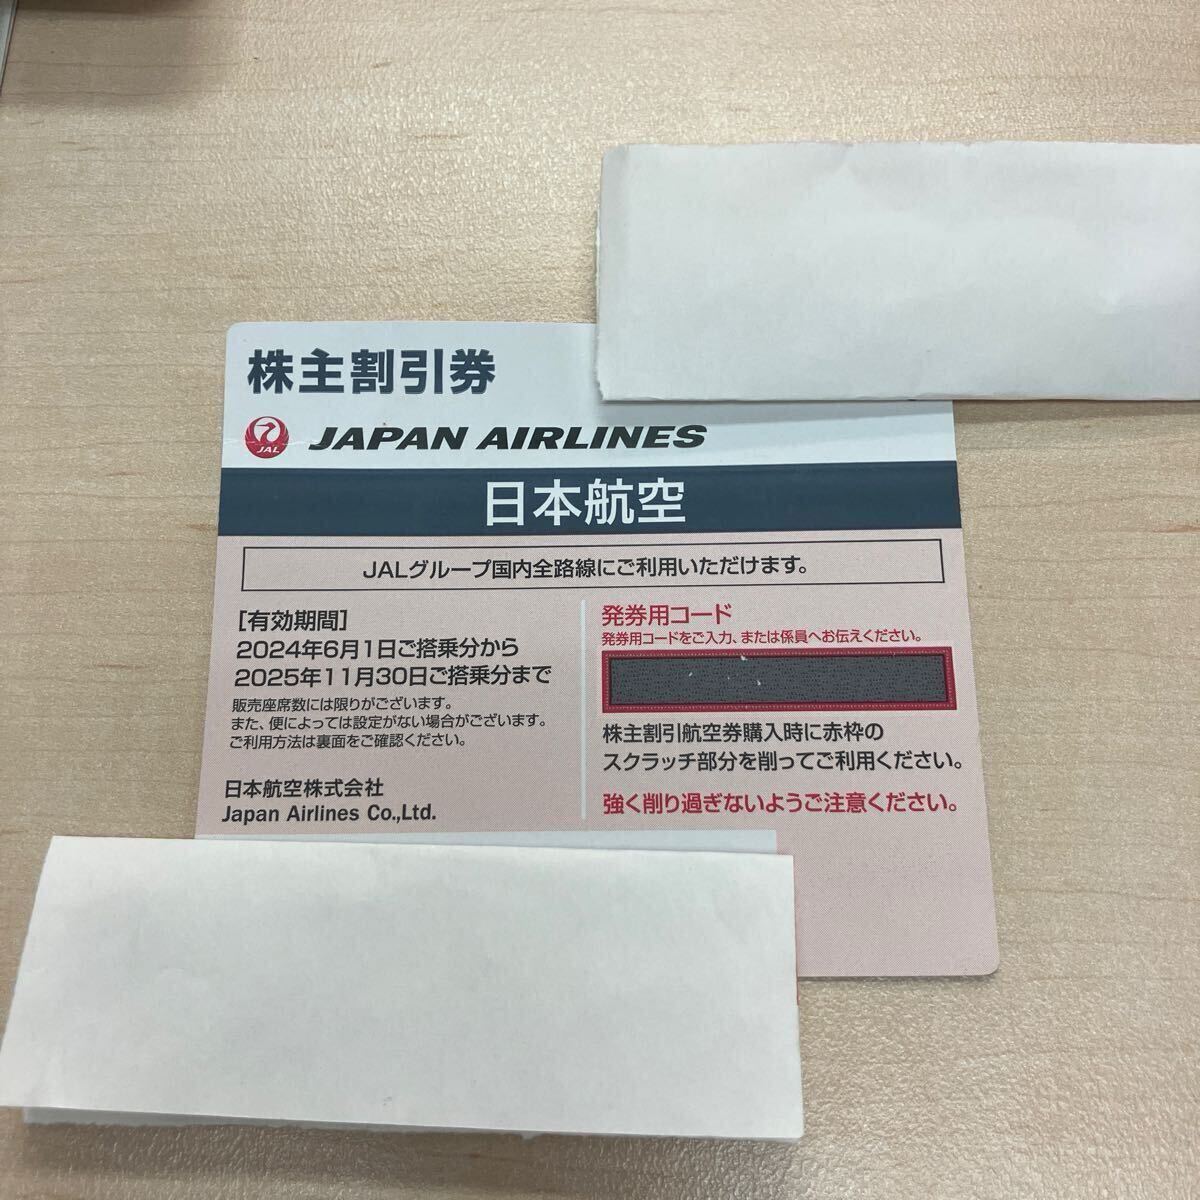 株主割引券
JAL
JAPAN AIRLINES
日本航空
JALグループ国内全路線にご利用いただけます。
[有効期間]
2024年6月1日ご搭乗分から
2025年11月30日ご搭乗分まで
販売座席数には限りがございます。
また、便によっては設定がない場合がございます。
ご利用方法は裏面をご確認ください。
日本航空株式会社
Japan Airlines Co.,Ltd.
発券用コード
発券用コードをご入力、または係員へお伝えください。
株主割引航空券購入時に赤枠の
スクラッチ部分を削ってご利用ください。
強く削り過ぎないようご注意ください。